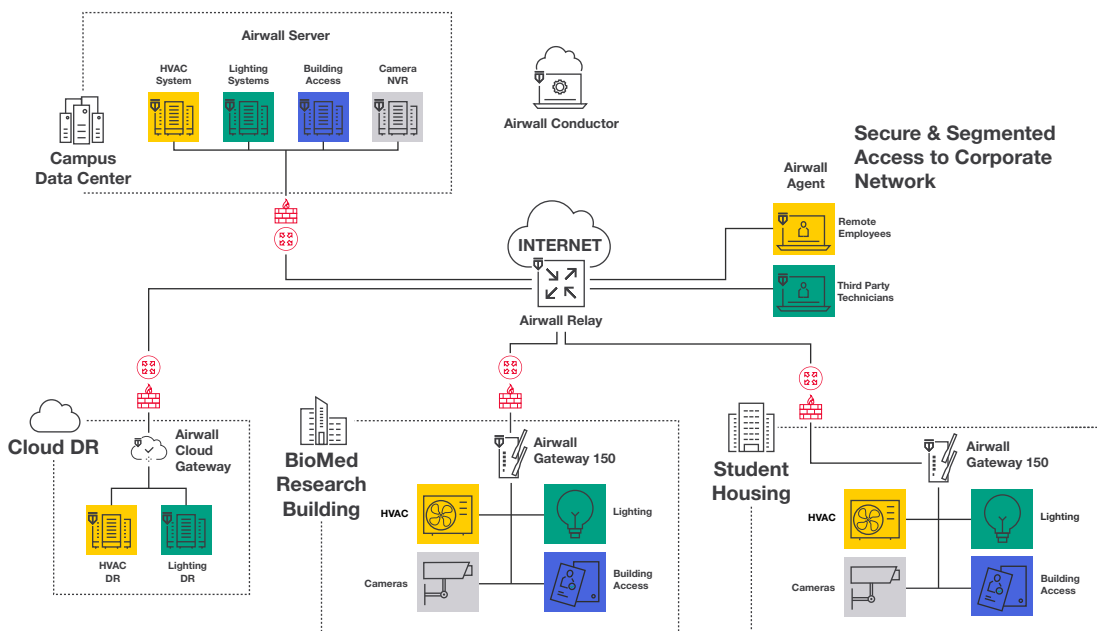 Airwall Server
HVAC
System
Lighting
Systems
Building
Access
Camera
NVR
Campus
Data Center
Airwall Conductor
Secure & Segmented
Access to Corporate
Network
Airwall
Agent
Remote
Employees
Third Party
Technicians
INTERNET
Airwall Relay
Cloud DR
Airwall
Cloud
Gateway
HVAC
DR
Lighting
DR
BioMed
Research
Building
Airwall
Gateway 150
HVAC
Lighting
Cameras
Building
Access
Student
Housing
Airwall
Gateway 150
HVAC
Lighting
Cameras
Building
Access